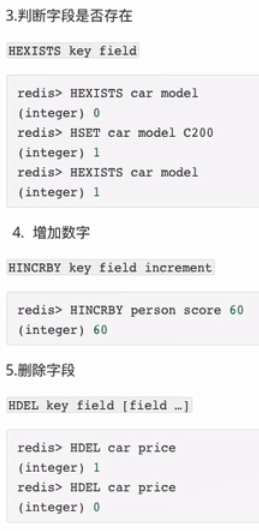 3.判断字段是否存在
HEXISTS key field
redis> HEXISTS car model
(integer) 0
redis> HSET car model C200
(integer) 1
redis> HEXISTS car model
(integer) 1
4. 增加数字
HINCRBY key field increment
redis> HINCRBY person score 60
(integer) 60
5.删除字段
HDEL key field [field …]
redis> HDEL car price
(integer) 1
redis> HDEL car price
(integer) 0